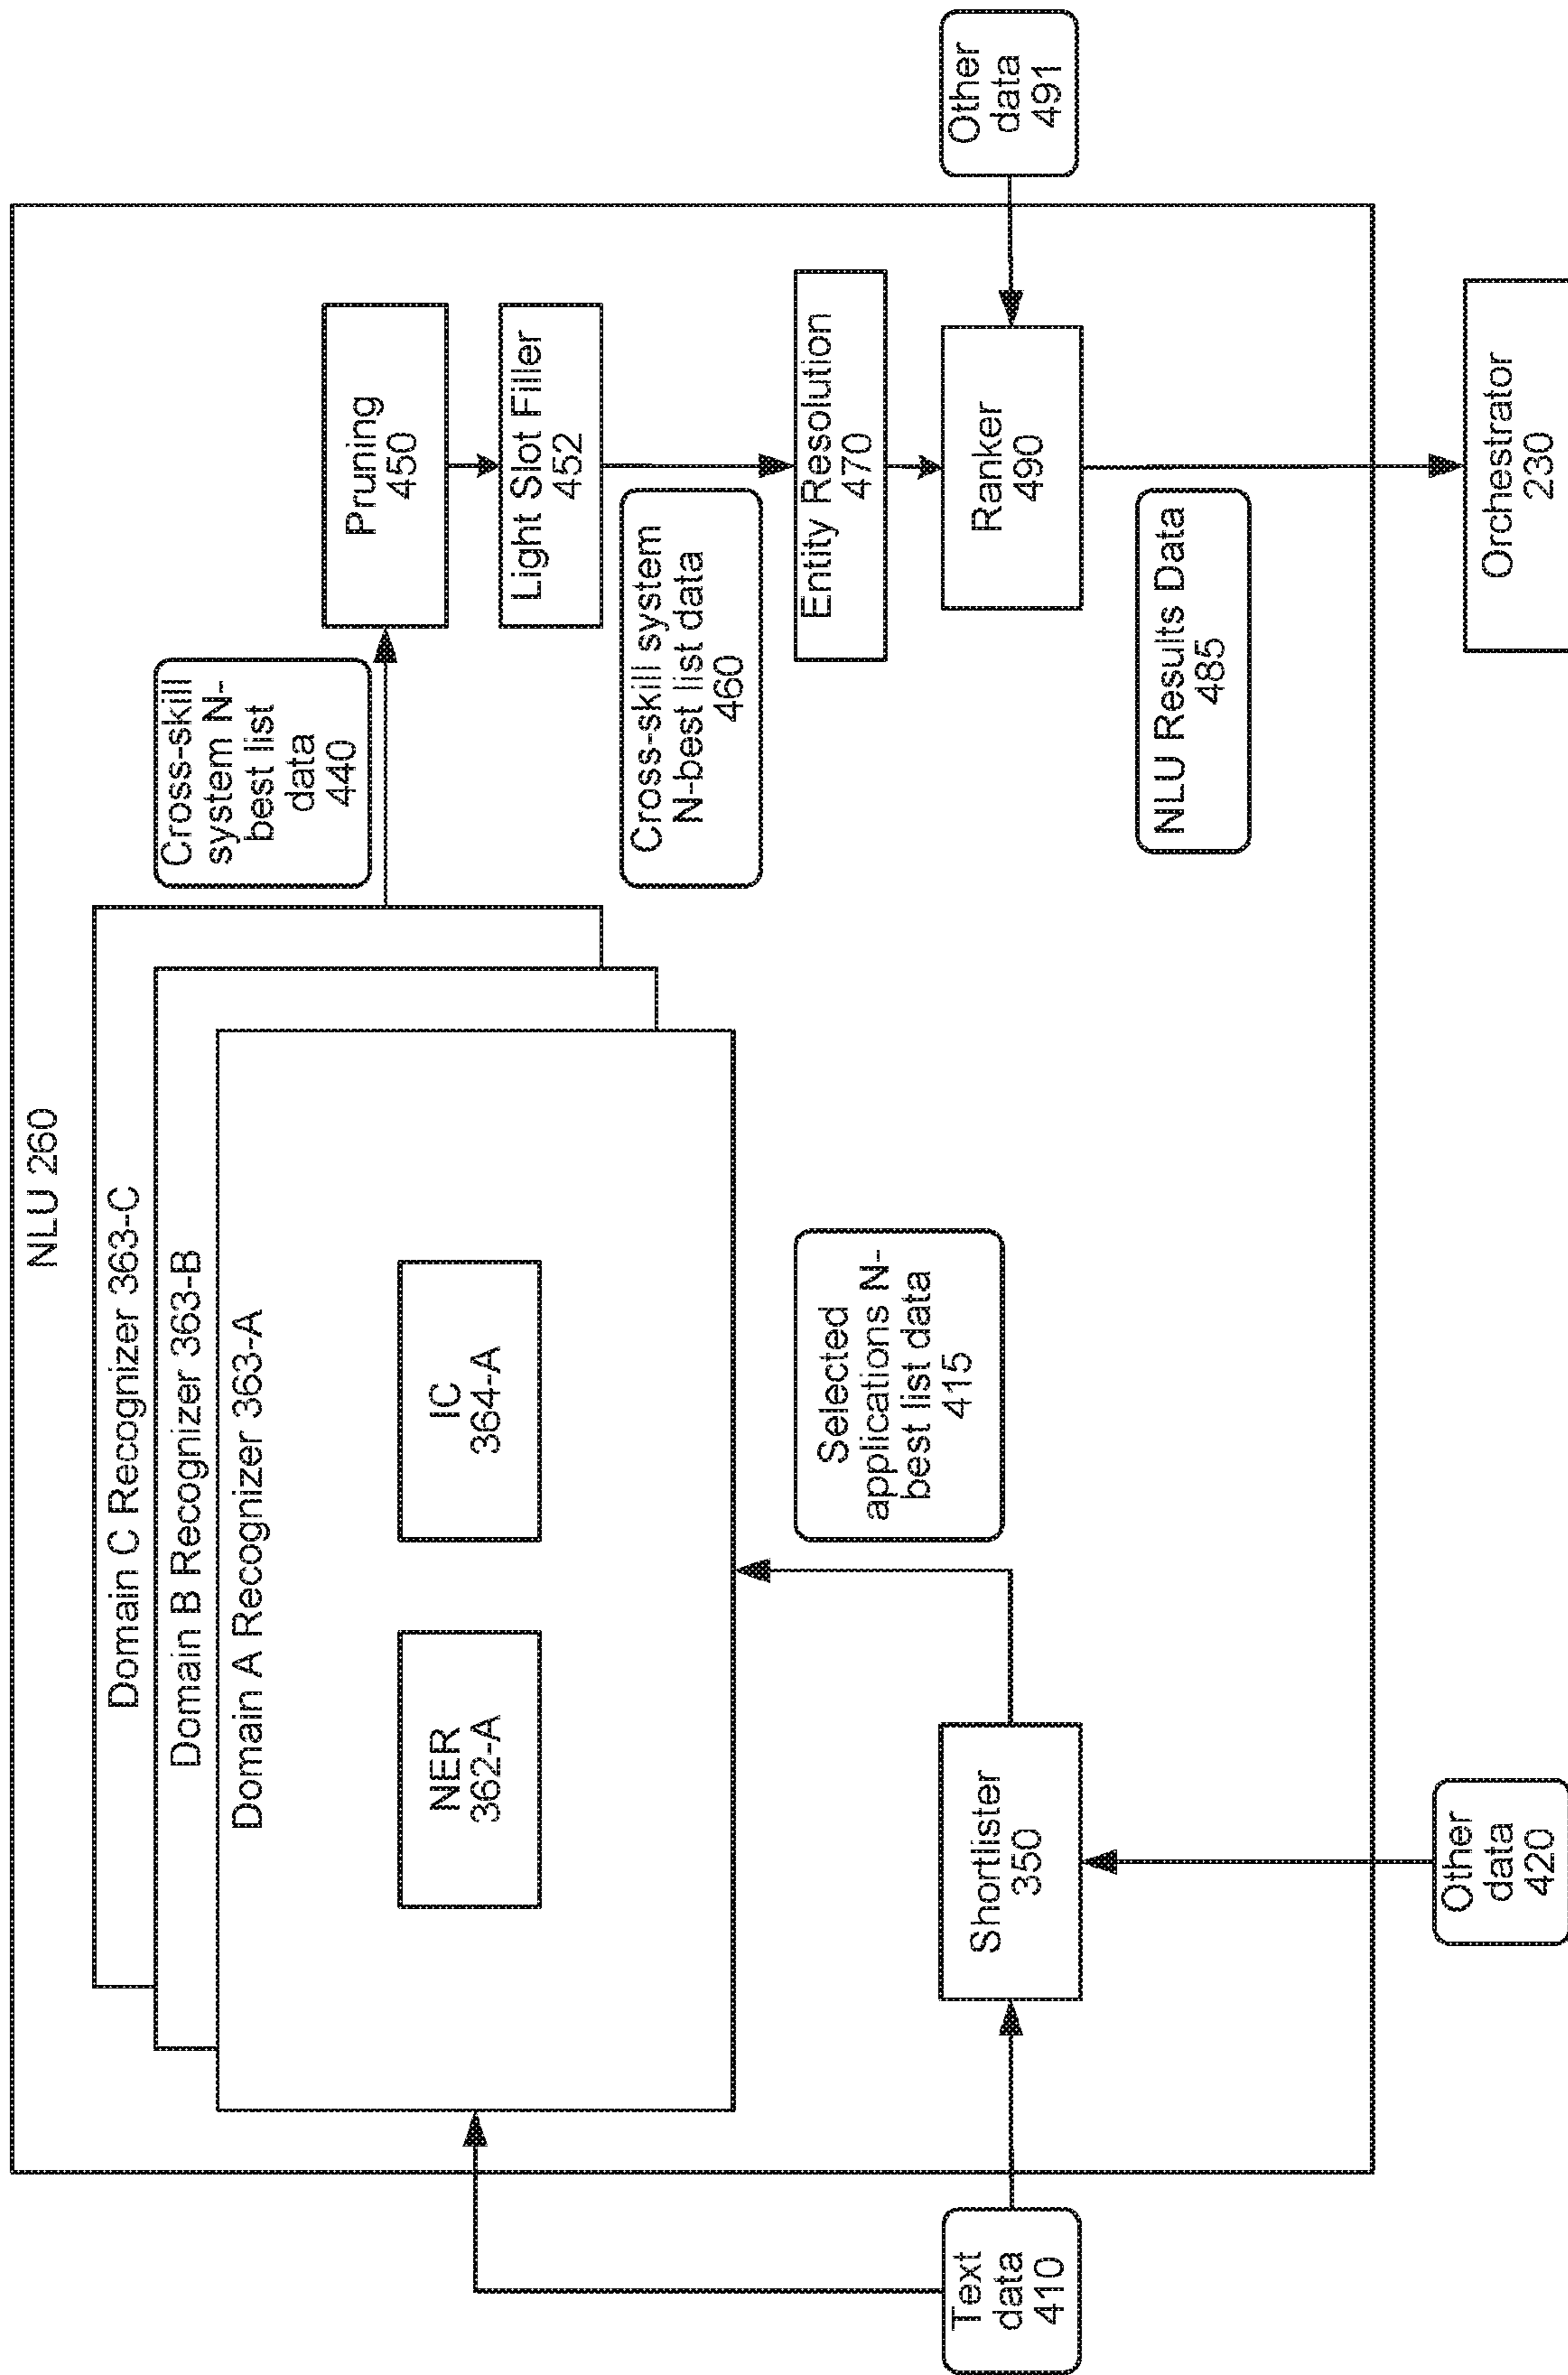 NLU 260
Domain C Recognizer 363-C
Domain B Recognizer 363-B
Domain A Recognizer 363-A
NER
362-A
IC
364-A
Cross-skill
system N-
best list
data
440
Pruning
450
Light Slot Filler
452
Cross-skill system
N-best list data
460
Entity Resolution
470
Selected
applications N-
best list data
415
Text
data
410
Shortlister
350
Ranker
490
Other
data
491
NLU Results Data
485
Other
data
420
Orchestrator
230